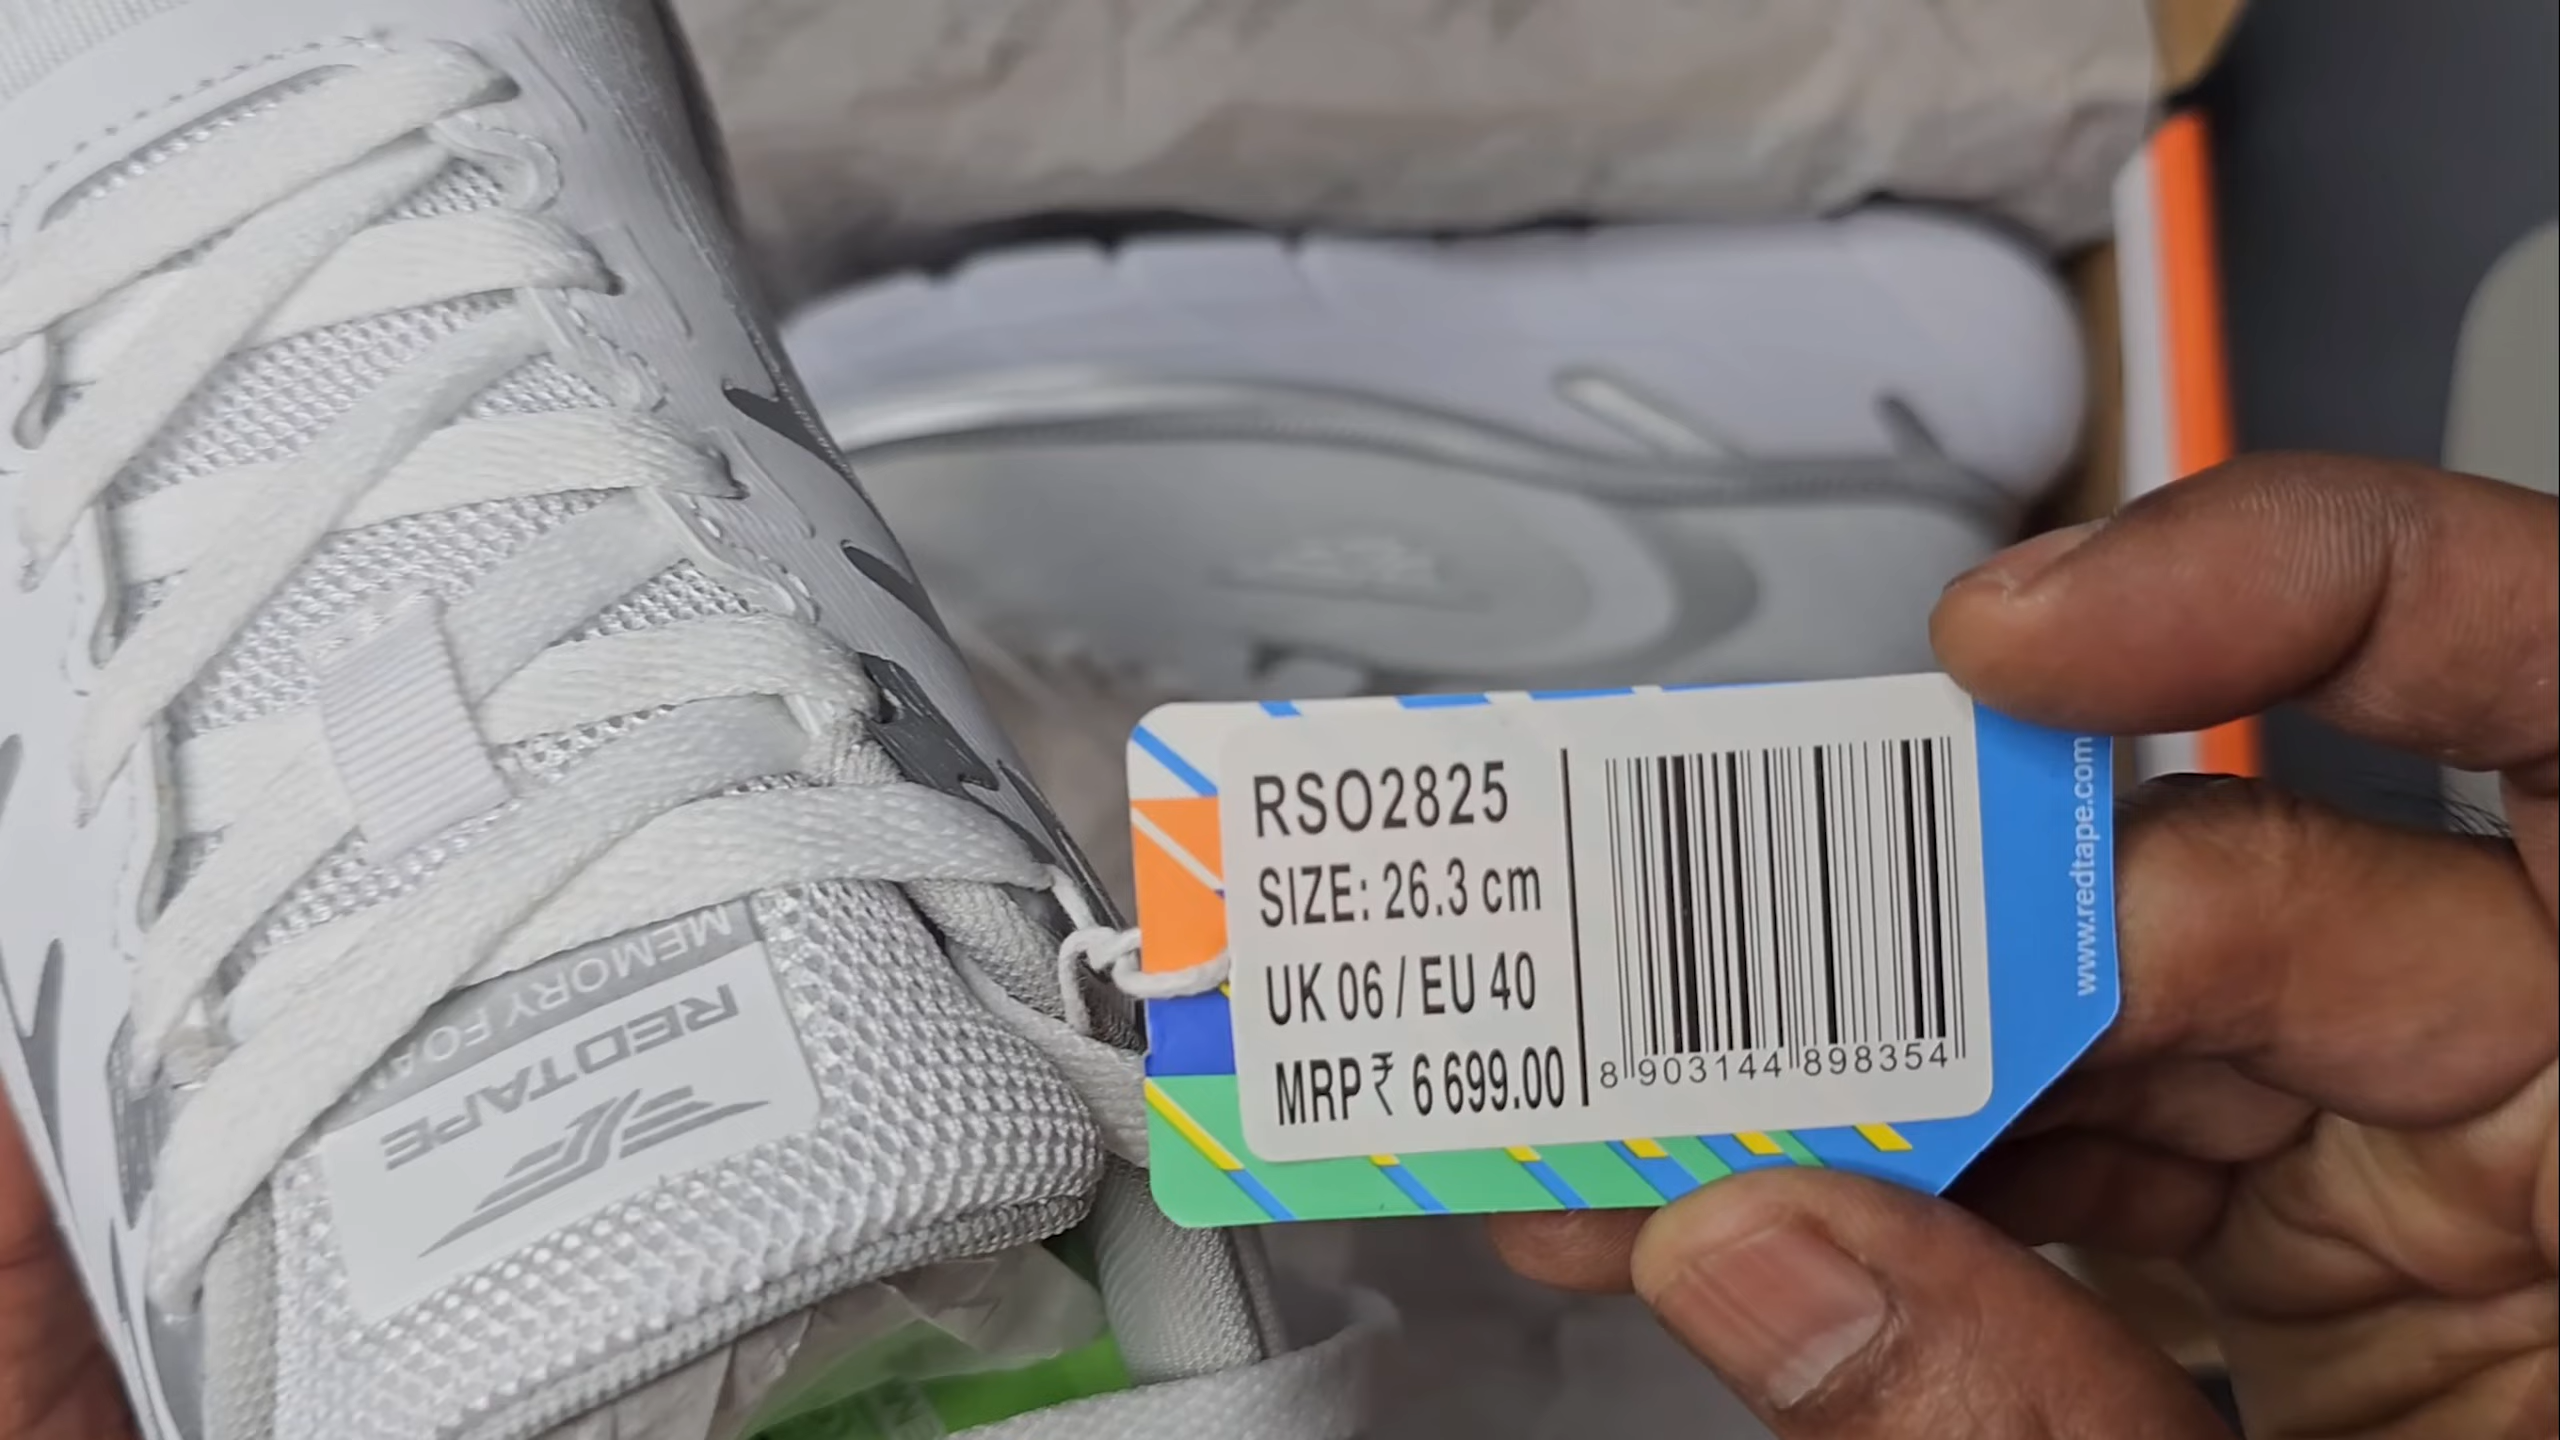 RSO2825
SIZE: 26.3 cm
UK 06 / EU 40
MRP ₹ 6 699.00
8 903144 898354
www.redtape.com
MEMORY FOAM
REDTAPE